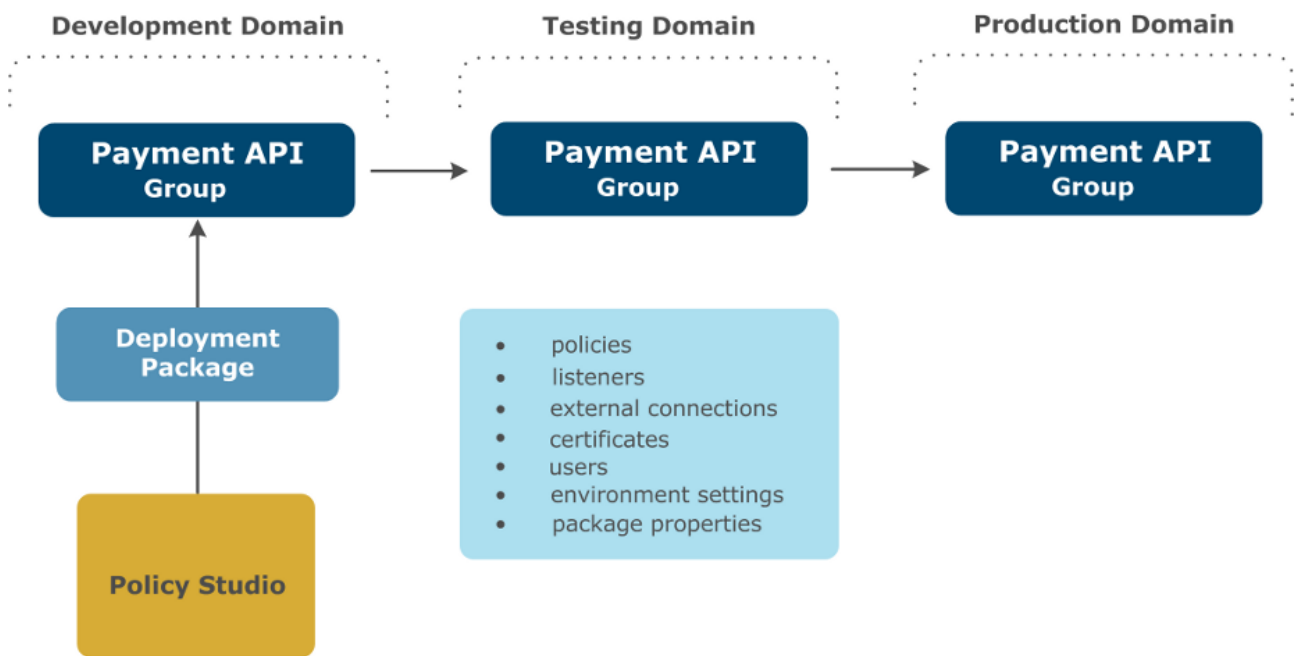 Development Domain
Testing Domain
Production Domain
Payment API
Group
Payment API
Group
Payment API
Group
Deployment
Package
• policies
• listeners
• external connections
• certificates
• users
• environment settings
• package properties
Policy Studio